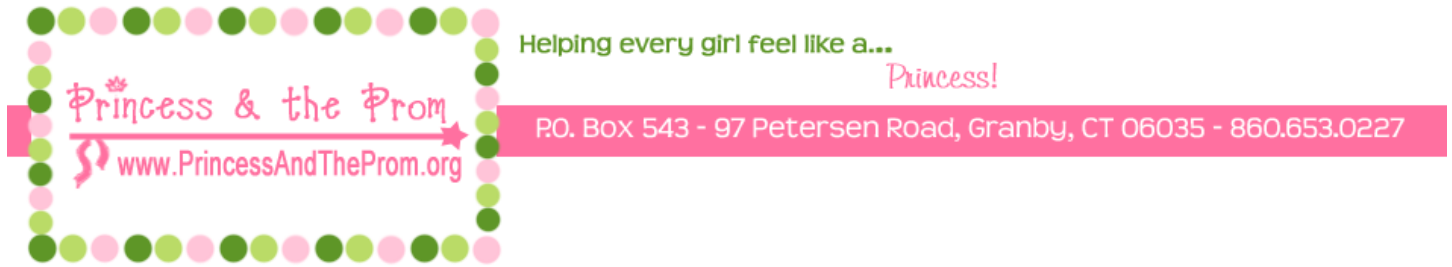 Helping every girl feel like a...
Princess!
Princess & the Prom
www.PrincessAndTheProm.org
P.O. Box 543 - 97 Petersen Road, Granby, CT 06035 - 860.653.0227